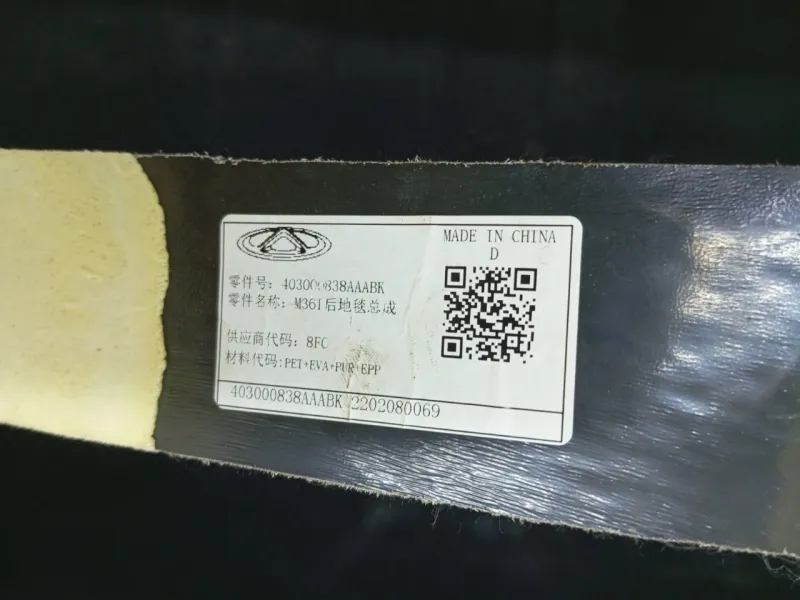 MADE IN CHINA
D
零件号: 403000838AAABK
零件名称: M36T后地毯总成
供应商代码: 8FC
材料代码:PET+EVA+PUR+EPP
403000838AAABK 2202080069